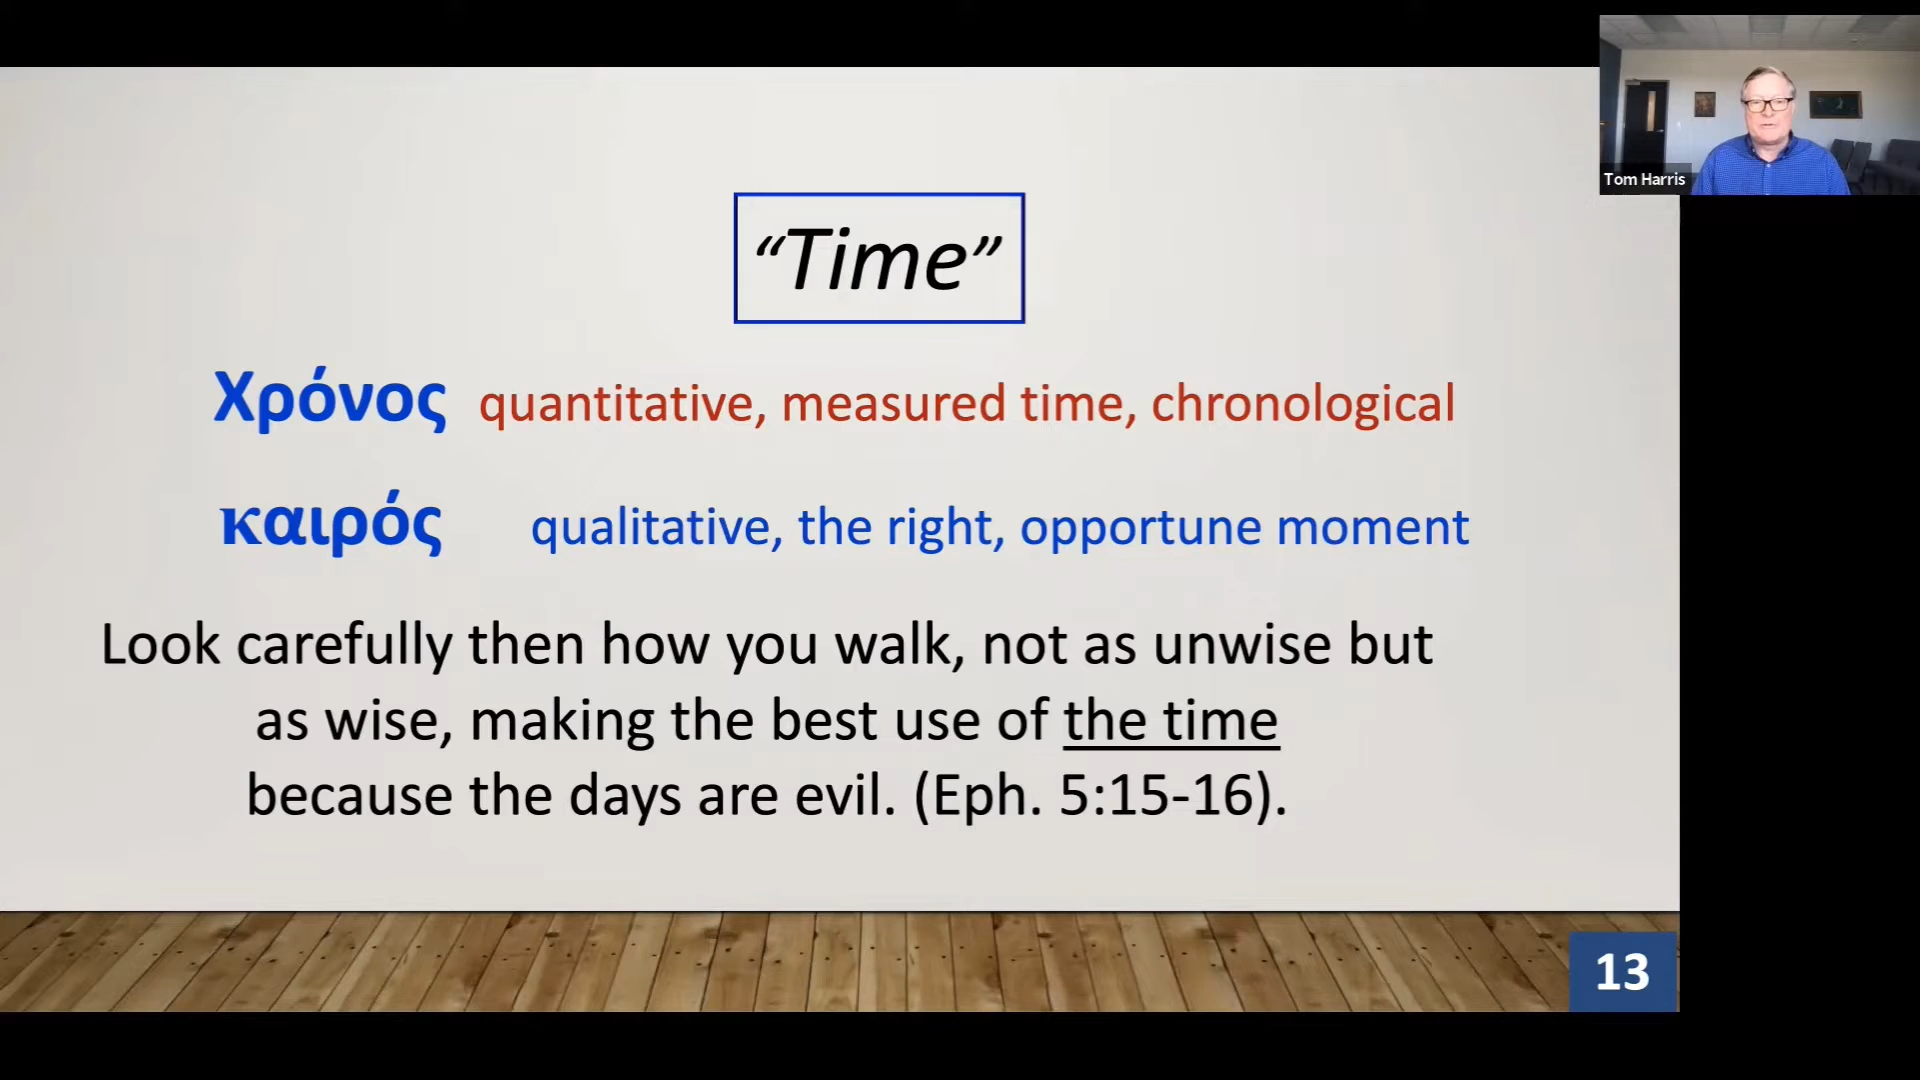 Tom Harris
“Time”
Χρόνος quantitative, measured time, chronological
καιρός qualitative, the right, opportune moment
Look carefully then how you walk, not as unwise but
as wise, making the best use of the time
because the days are evil. (Eph. 5:15-16).
13